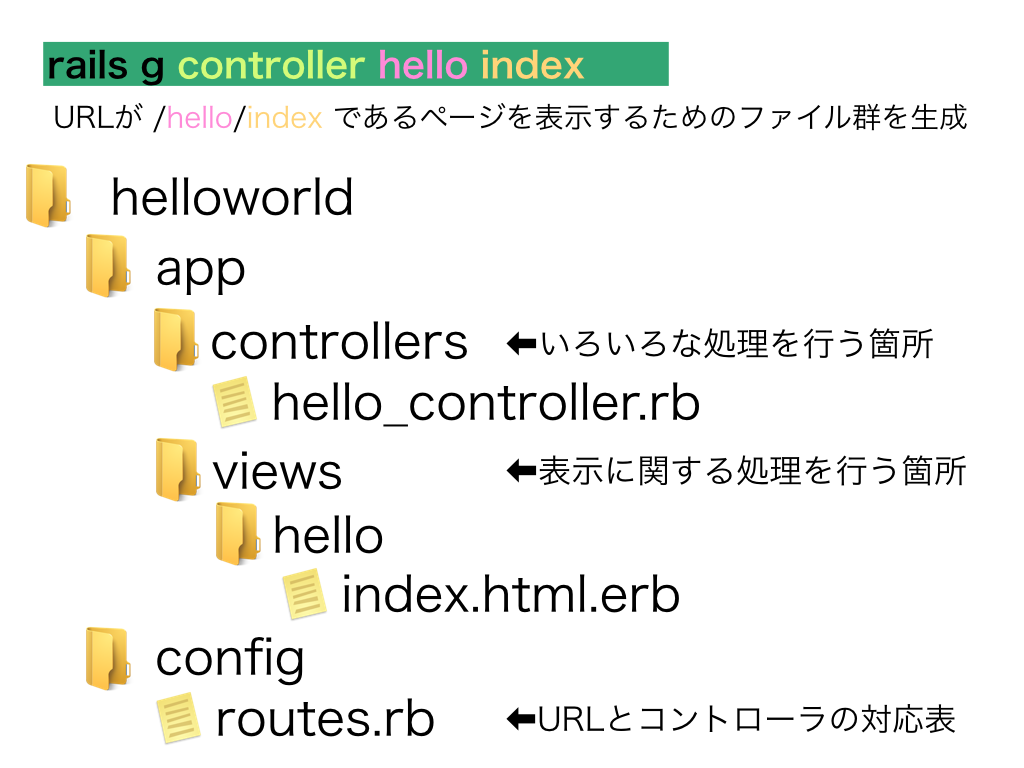 rails g controller hello index
URLが /hello/index であるページを表示するためのファイル群を生成
helloworld
app
controllers ⬅いろいろな処理を行う箇所
hello_controller.rb
views ⬅表示に関する処理を行う箇所
hello
index.html.erb
config
routes.rb ⬅URLとコントローラの対応表